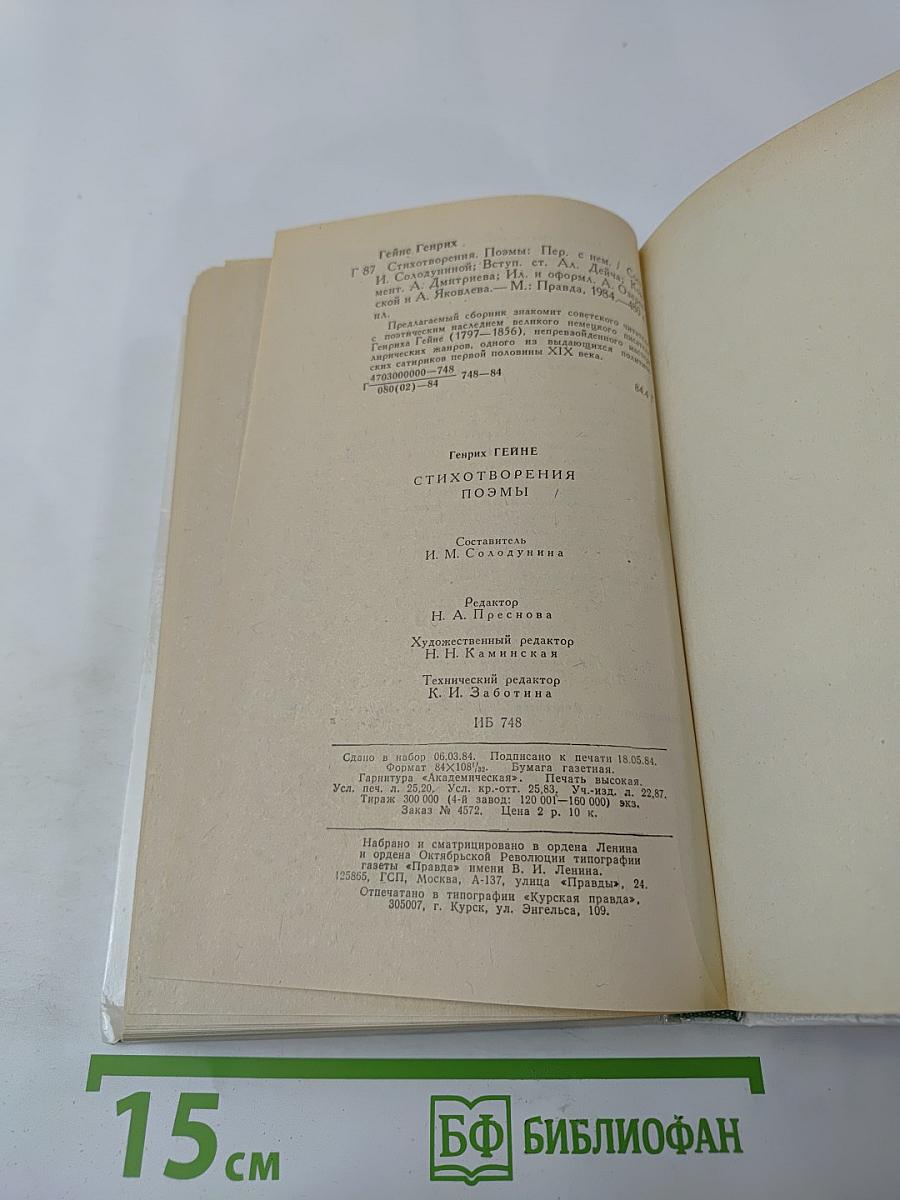 Гейне Генрих
Г 87 Стихотворения. Поэмы: Пер. с нем. /
И. Солодуниной; Вступ. ст. Ал. Дейча;
мент. А. Дмитриева; Ил. и оформл. А.
ской и А. Яковлева.— М.: Правда, 1984.—480
ил.
Предлагаемый сборник знакомит советского
с поэтическим наследием великого немецкого
Генриха Гейне (1797—1856), непревзойденного
лирических жанров, одного из выдающихся
ских сатириков первой половины XIX века.
Г 4703000000—748 748—84
080(02)—84
84.4
Генрих ГЕЙНЕ
СТИХОТВОРЕНИЯ
ПОЭМЫ
Составитель
И. М. Солодунина
Редактор
Н. А. Преснова
Художественный редактор
Н. Н. Каминская
Технический редактор
К. И. Заботина
ИБ 748
Сдано в набор 06.03.84. Подписано к печати 18.05.84.
Формат 84×108¹/₃₂. Бумага газетная.
Гарнитура «Академическая». Печать высокая.
Усл. печ. л. 25,20. Усл. кр.-отт. 25,83. Уч.-изд. л. 22,87.
Тираж 300 000 (4-й завод: 120 001—160 000) экз.
Заказ № 4572. Цена 2 р. 10 к.
Набрано и сматрицировано в ордена Ленина
и ордена Октябрьской Революции типографии
газеты «Правда» имени В. И. Ленина.
125865, ГСП, Москва, А-137, улица «Правды», 24.
Отпечатано в типографии «Курская правда»,
305007, г. Курск, ул. Энгельса, 109.
15 см
БФ БИБЛИОФАН